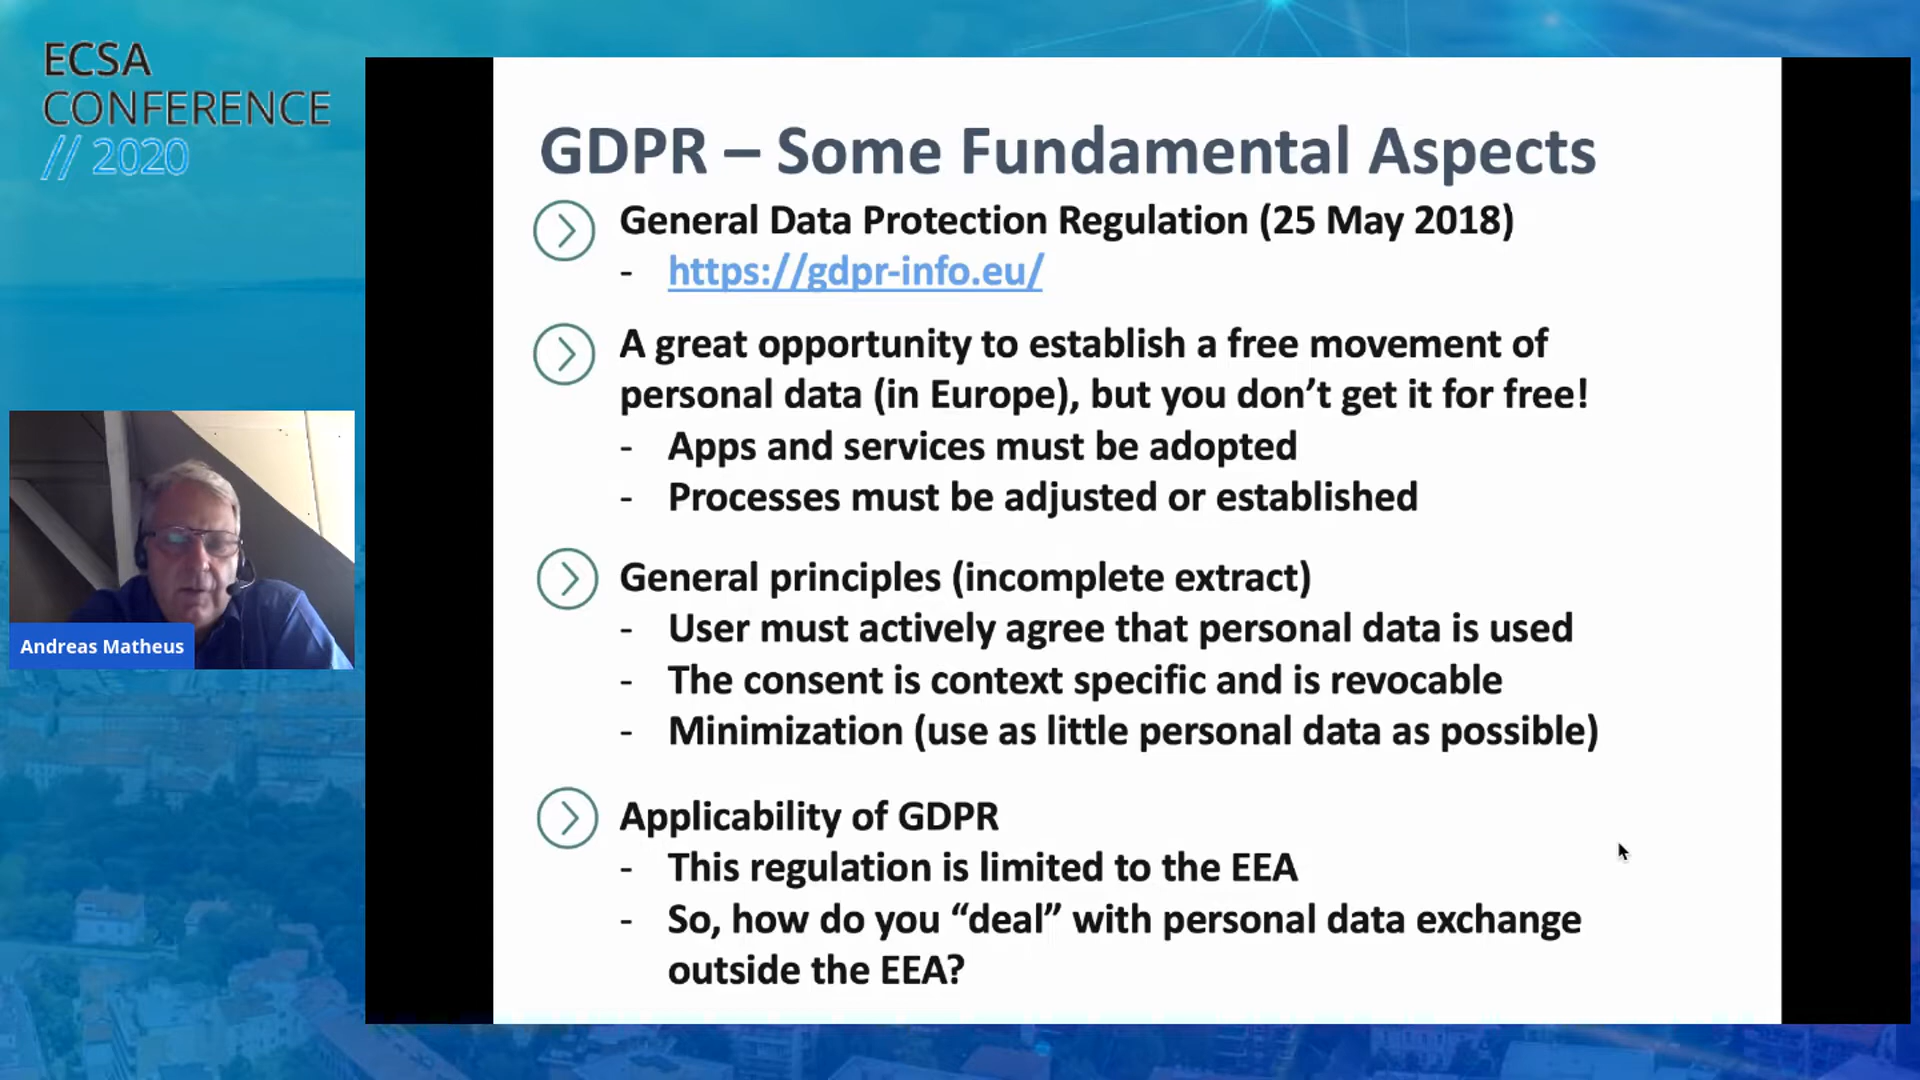 ECSA
CONFERENCE
// 2020
GDPR – Some Fundamental Aspects
General Data Protection Regulation (25 May 2018)
- https://gdpr-info.eu/
A great opportunity to establish a free movement of
personal data (in Europe), but you don’t get it for free!
- Apps and services must be adopted
- Processes must be adjusted or established
General principles (incomplete extract)
- User must actively agree that personal data is used
- The consent is context specific and is revocable
- Minimization (use as little personal data as possible)
Applicability of GDPR
- This regulation is limited to the EEA
- So, how do you “deal” with personal data exchange
outside the EEA?
Andreas Matheus